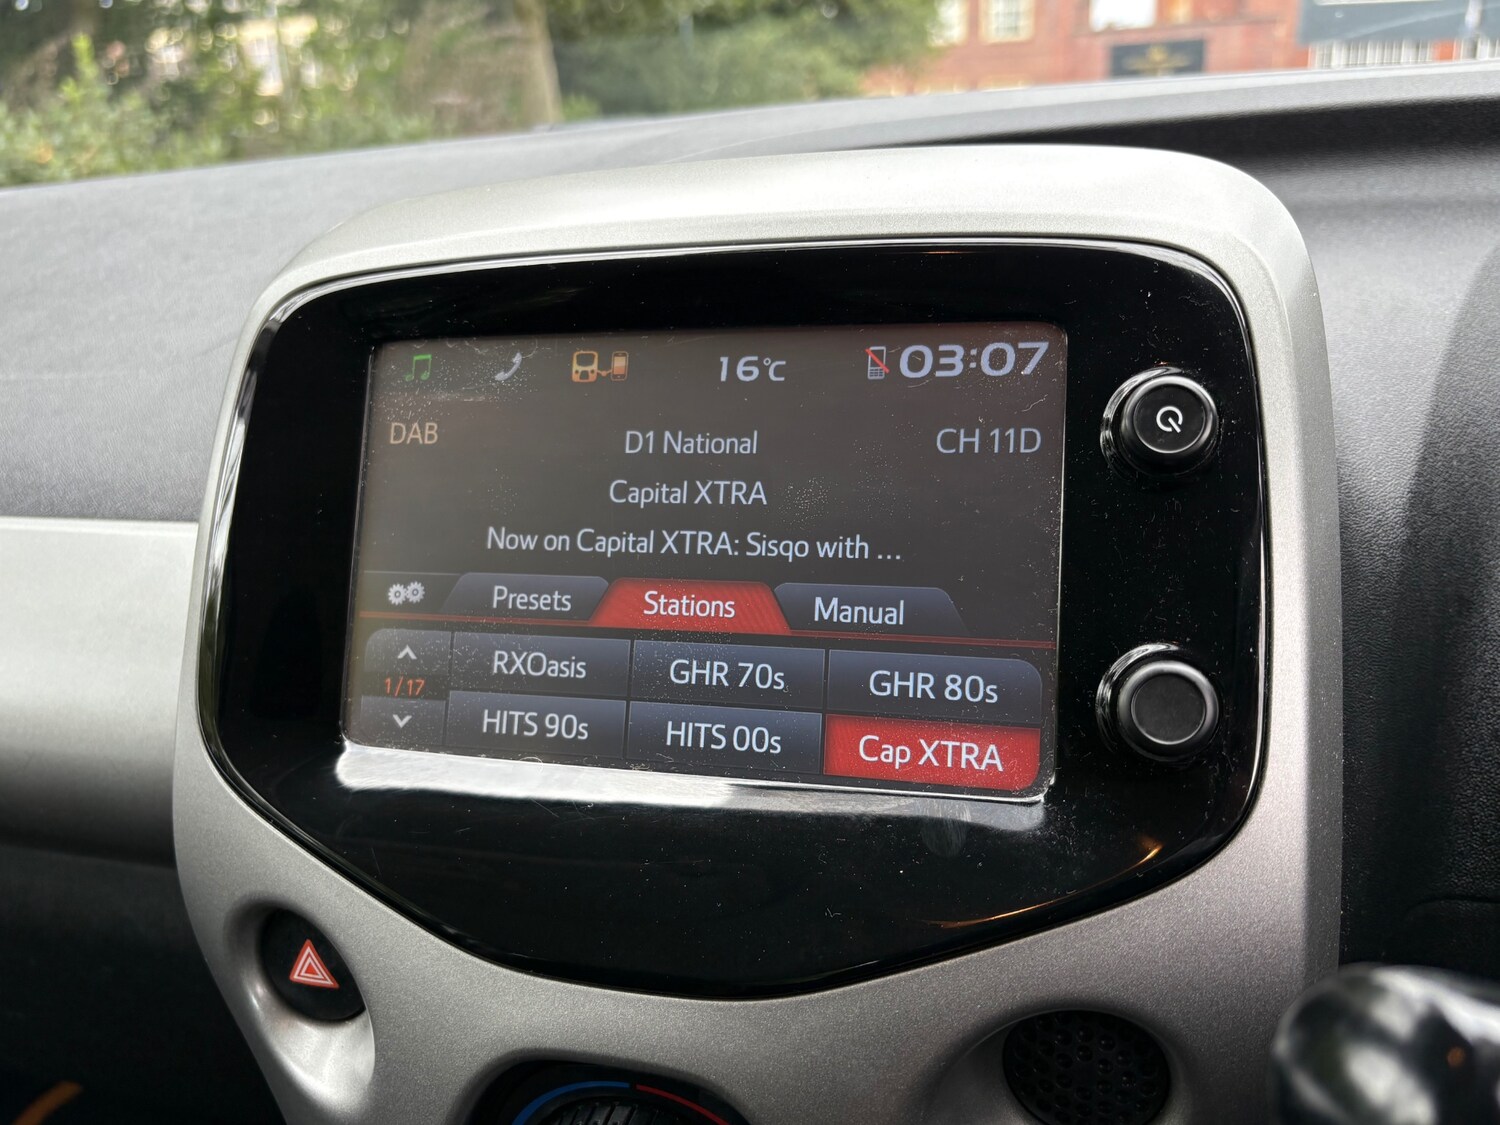 16°C 03:07
DAB D1 National CH 11D
Capital XTRA
Now on Capital XTRA: Sisqo with ...
Presets Stations Manual
RXOasis GHR 70s GHR 80s
1/17
HITS 90s HITS 00s Cap XTRA